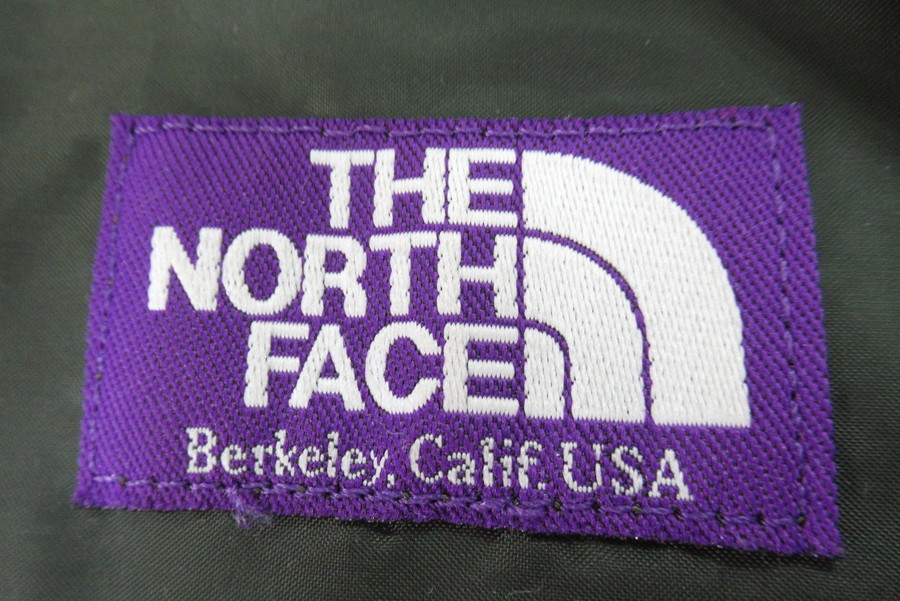 THE
NORTH
FACE
Berkeley, Calif. USA